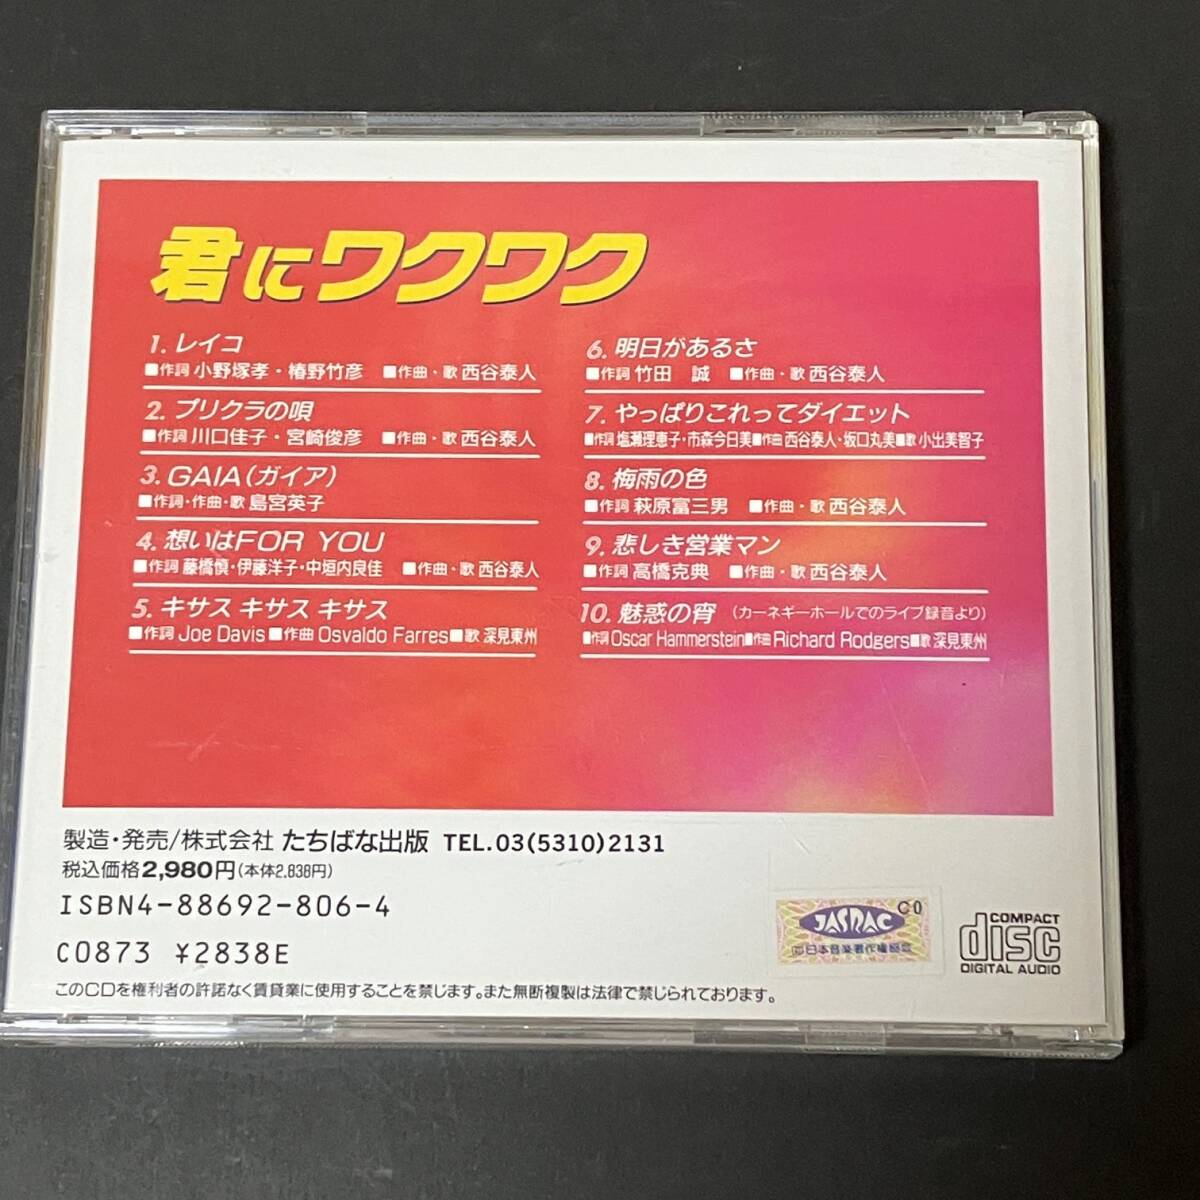 君にワクワク
1. レイコ
■作詞 小野塚孝・椿野竹彦 ■作曲・歌 西谷泰人
2. プリクラの唄
■作詞 川口佳子・宮崎俊彦 ■作曲・歌 西谷泰人
3. GAIA(ガイア)
■作詞・作曲・歌 島宮英子
4. 想いはFOR YOU
■作詞 藤橋慎・伊藤洋子・中垣内良佳 ■作曲・歌 西谷泰人
5. キサス キサス キサス
■作詞 Joe Davis ■作曲 Osvaldo Farres ■歌 深見東州
6. 明日があるさ
■作詞 竹田 誠 ■作曲・歌 西谷泰人
7. やっぱりこれってダイエット
■作詞 塩瀬理恵子・市森今日美 ■作曲 西谷泰人・坂口丸美 ■歌 小出美智子
8. 梅雨の色
■作詞 萩原富三男 ■作曲・歌 西谷泰人
9. 悲しき営業マン
■作詞 高橋克典 ■作曲・歌 西谷泰人
10. 魅惑の宵 (カーネギーホールでのライブ録音より)
■作詞 Oscar Hammerstein ■作曲 Richard Rodgers ■歌 深見東州
製造・発売/株式会社 たちばな出版 TEL.03(5310)2131
税込価格2,980円(本体2,838円)
ISBN4-88692-806-4
C0873 ¥2838E
JASRAC C0
日本音楽著作権協会
COMPACT
disc
DIGITAL AUDIO
このCDを権利者の許諾なく賃貸業に使用することを禁じます。また無断複製は法律で禁じられております。